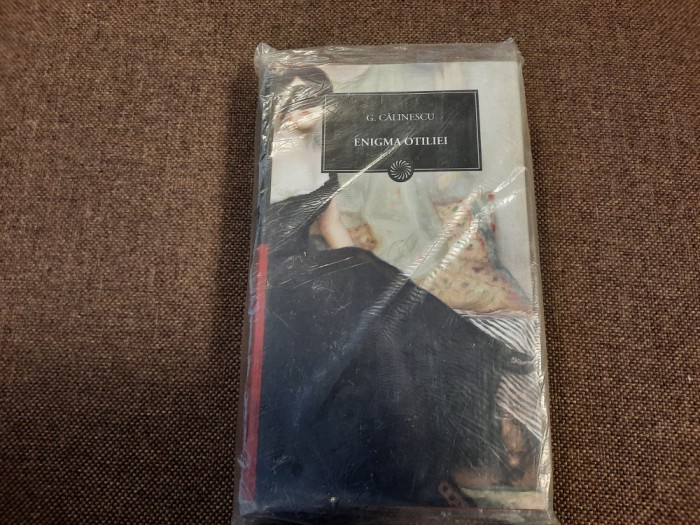 G. CĂLINESCU
ENIGMA OTILIEI